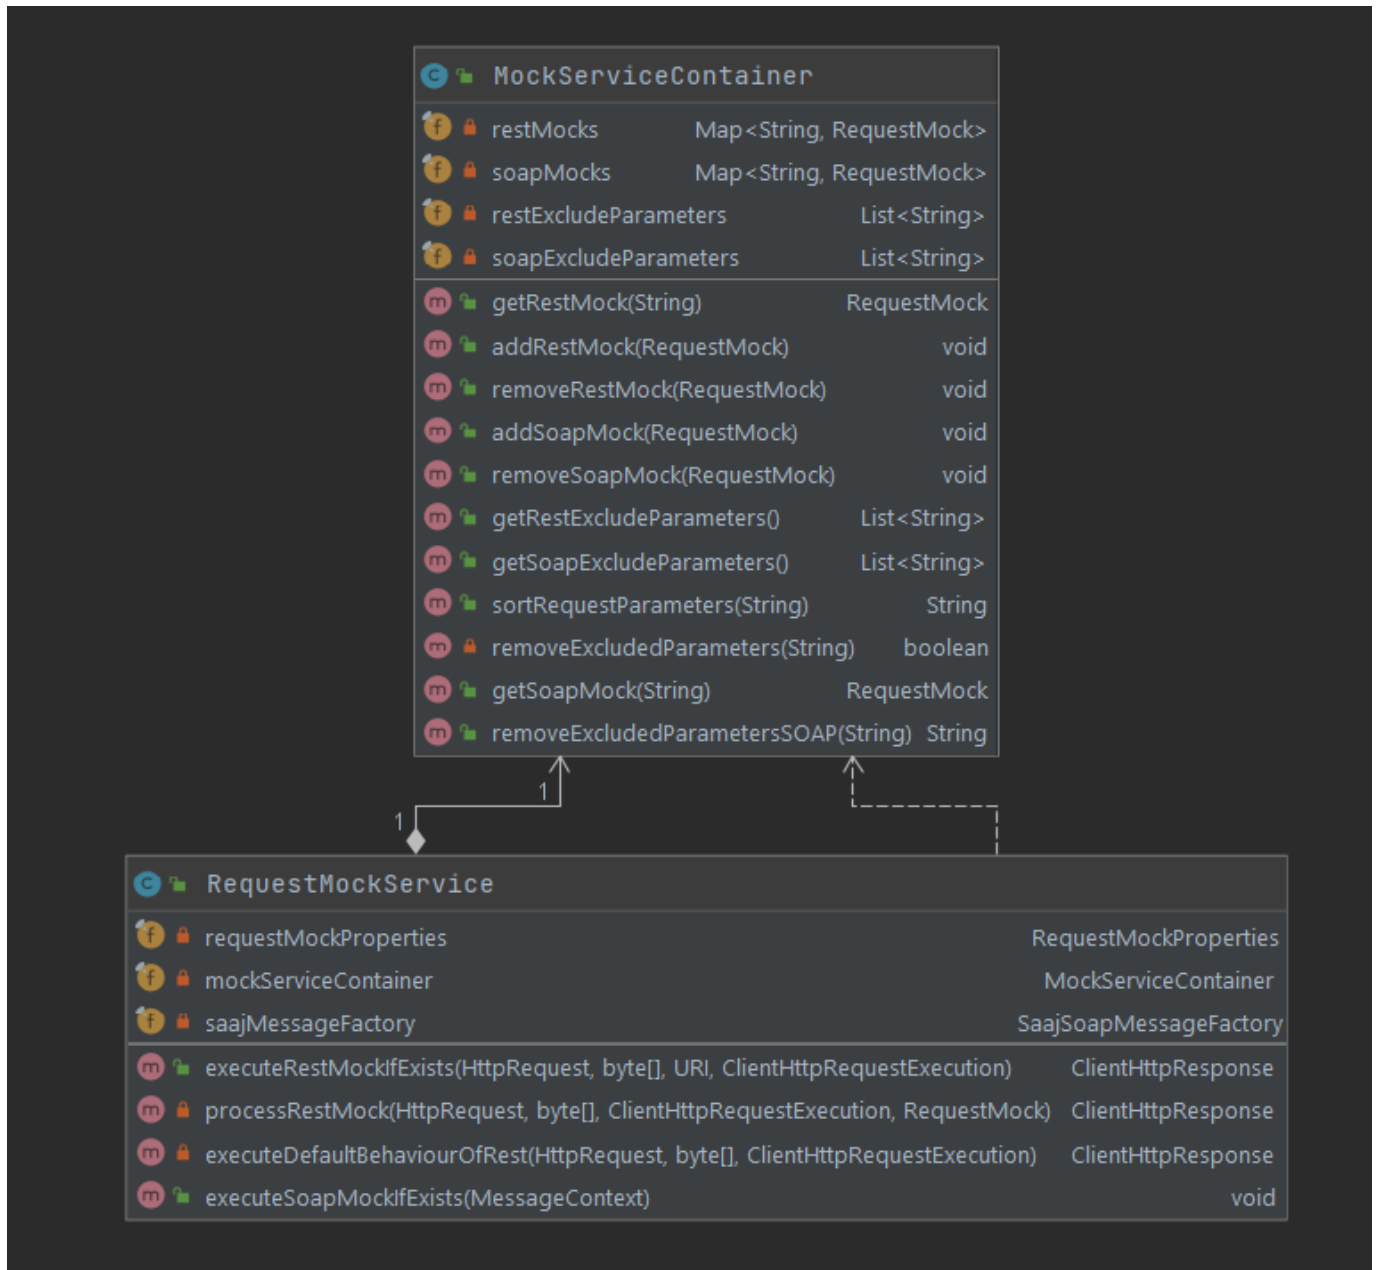 MockServiceContainer
restMocks Map<String, RequestMock>
soapMocks Map<String, RequestMock>
restExcludeParameters List<String>
soapExcludeParameters List<String>
getRestMock(String) RequestMock
addRestMock(RequestMock) void
removeRestMock(RequestMock) void
addSoapMock(RequestMock) void
removeSoapMock(RequestMock) void
getRestExcludeParameters() List<String>
getSoapExcludeParameters() List<String>
sortRequestParameters(String) String
removeExcludedParameters(String) boolean
getSoapMock(String) RequestMock
removeExcludedParametersSOAP(String) String
1
1
RequestMockService
requestMockProperties RequestMockProperties
mockServiceContainer MockServiceContainer
saajMessageFactory SaajSoapMessageFactory
executeRestMockIfExists(HttpRequest, byte[], URI, ClientHttpRequestExecution) ClientHttpResponse
processRestMock(HttpRequest, byte[], ClientHttpRequestExecution, RequestMock) ClientHttpResponse
executeDefaultBehaviourOfRest(HttpRequest, byte[], ClientHttpRequestExecution) ClientHttpResponse
executeSoapMockIfExists(MessageContext) void